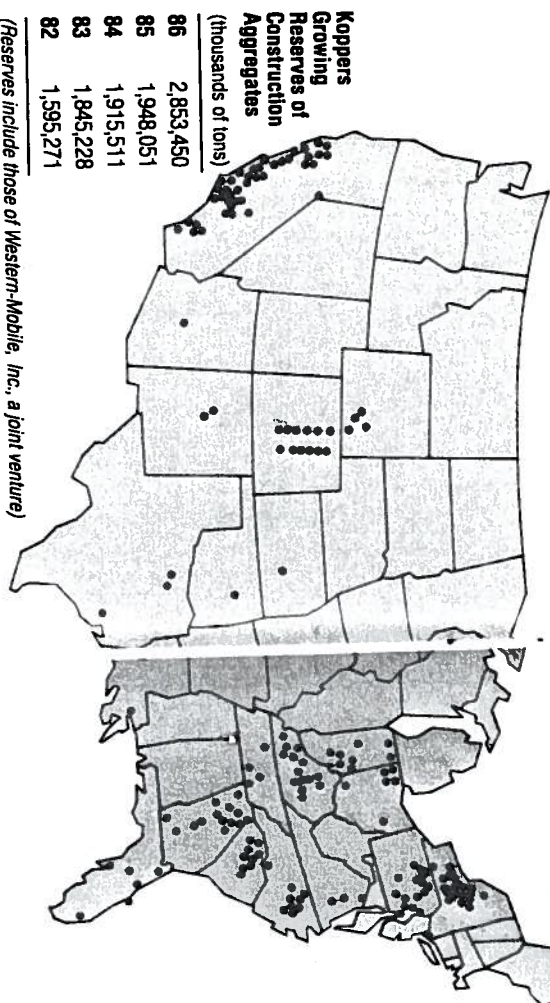 Koppers
Growing
Reserves of
Construction
Aggregates
(thousands of tons)
86 2,853,450
85 1,948,051
84 1,915,511
83 1,845,228
82 1,595,271
(Reserves include those of Western-Mobile, Inc., a joint venture)